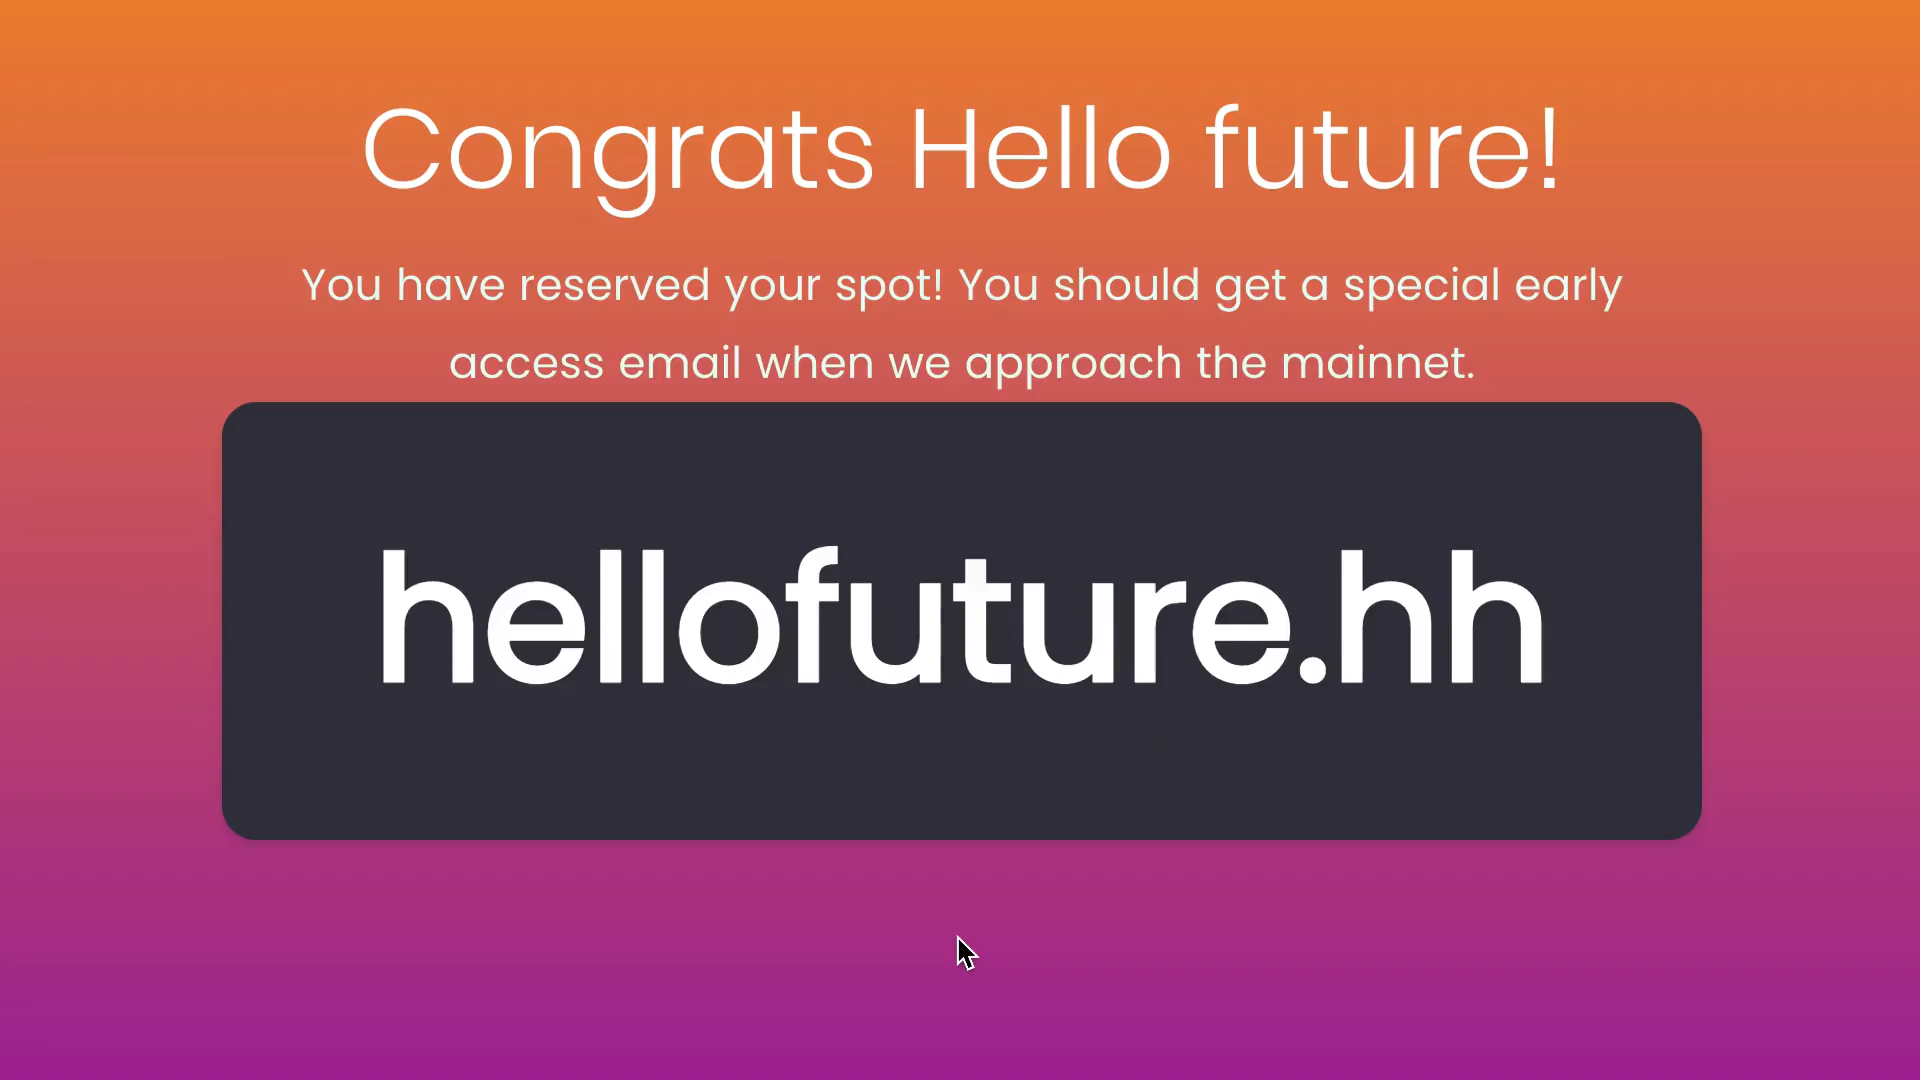 Congrats Hello future!
You have reserved your spot! You should get a special early
access email when we approach the mainnet.
hellofuture.hh